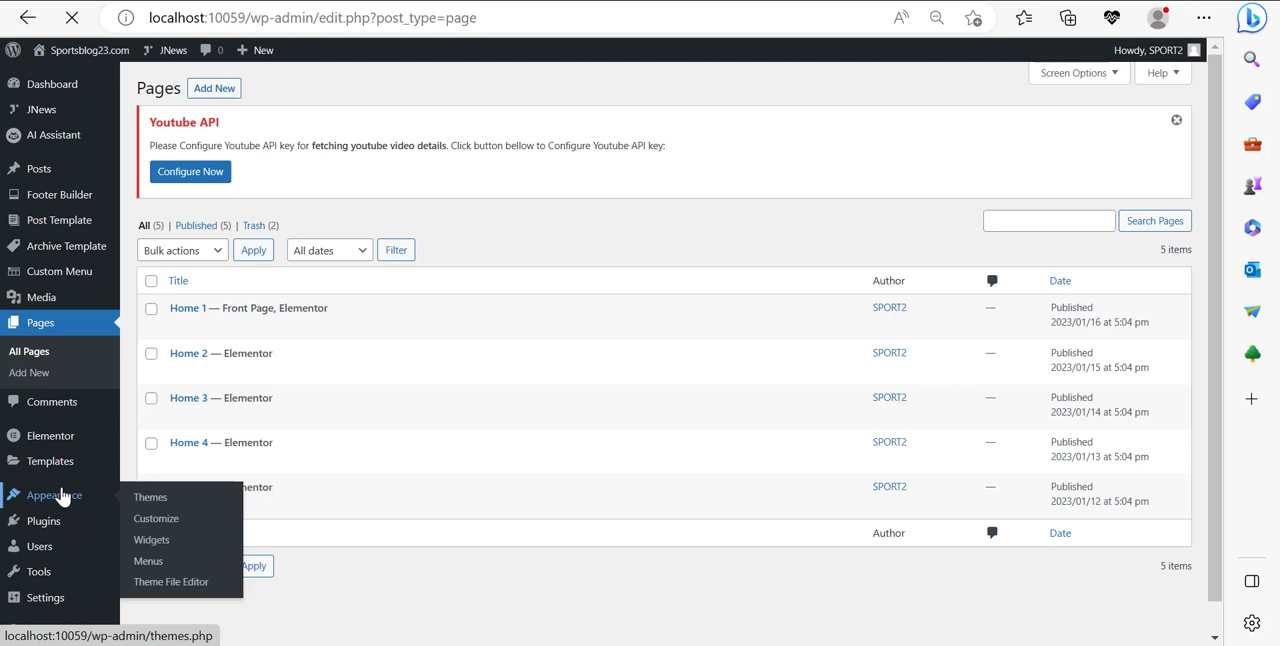 localhost:10059/wp-admin/edit.php?post_type=page
Sportsblog23.com JNews 0 New Howdy, SPORT2
Dashboard
JNews
AI Assistant
Posts
Footer Builder
Post Template
Archive Template
Custom Menu
Media
Pages
All Pages
Add New
Comments
Elementor
Templates
Appearance
Plugins
Users
Tools
Settings
Themes
Customize
Widgets
Menus
Theme File Editor
Pages Add New Screen Options Help
Youtube API
Please Configure Youtube API key for fetching youtube video details. Click button bellow to Configure Youtube API key:
Configure Now
All (5) | Published (5) | Trash (2) Search Pages
Bulk actions Apply All dates Filter 5 items
Title Author Date
Home 1 — Front Page, Elementor SPORT2 — Published
2023/01/16 at 5:04 pm
Home 2 — Elementor SPORT2 — Published
2023/01/15 at 5:04 pm
Home 3 — Elementor SPORT2 — Published
2023/01/14 at 5:04 pm
Home 4 — Elementor SPORT2 — Published
2023/01/13 at 5:04 pm
SPORT2 — Published
2023/01/12 at 5:04 pm
Author Date
Apply 5 items
localhost:10059/wp-admin/themes.php